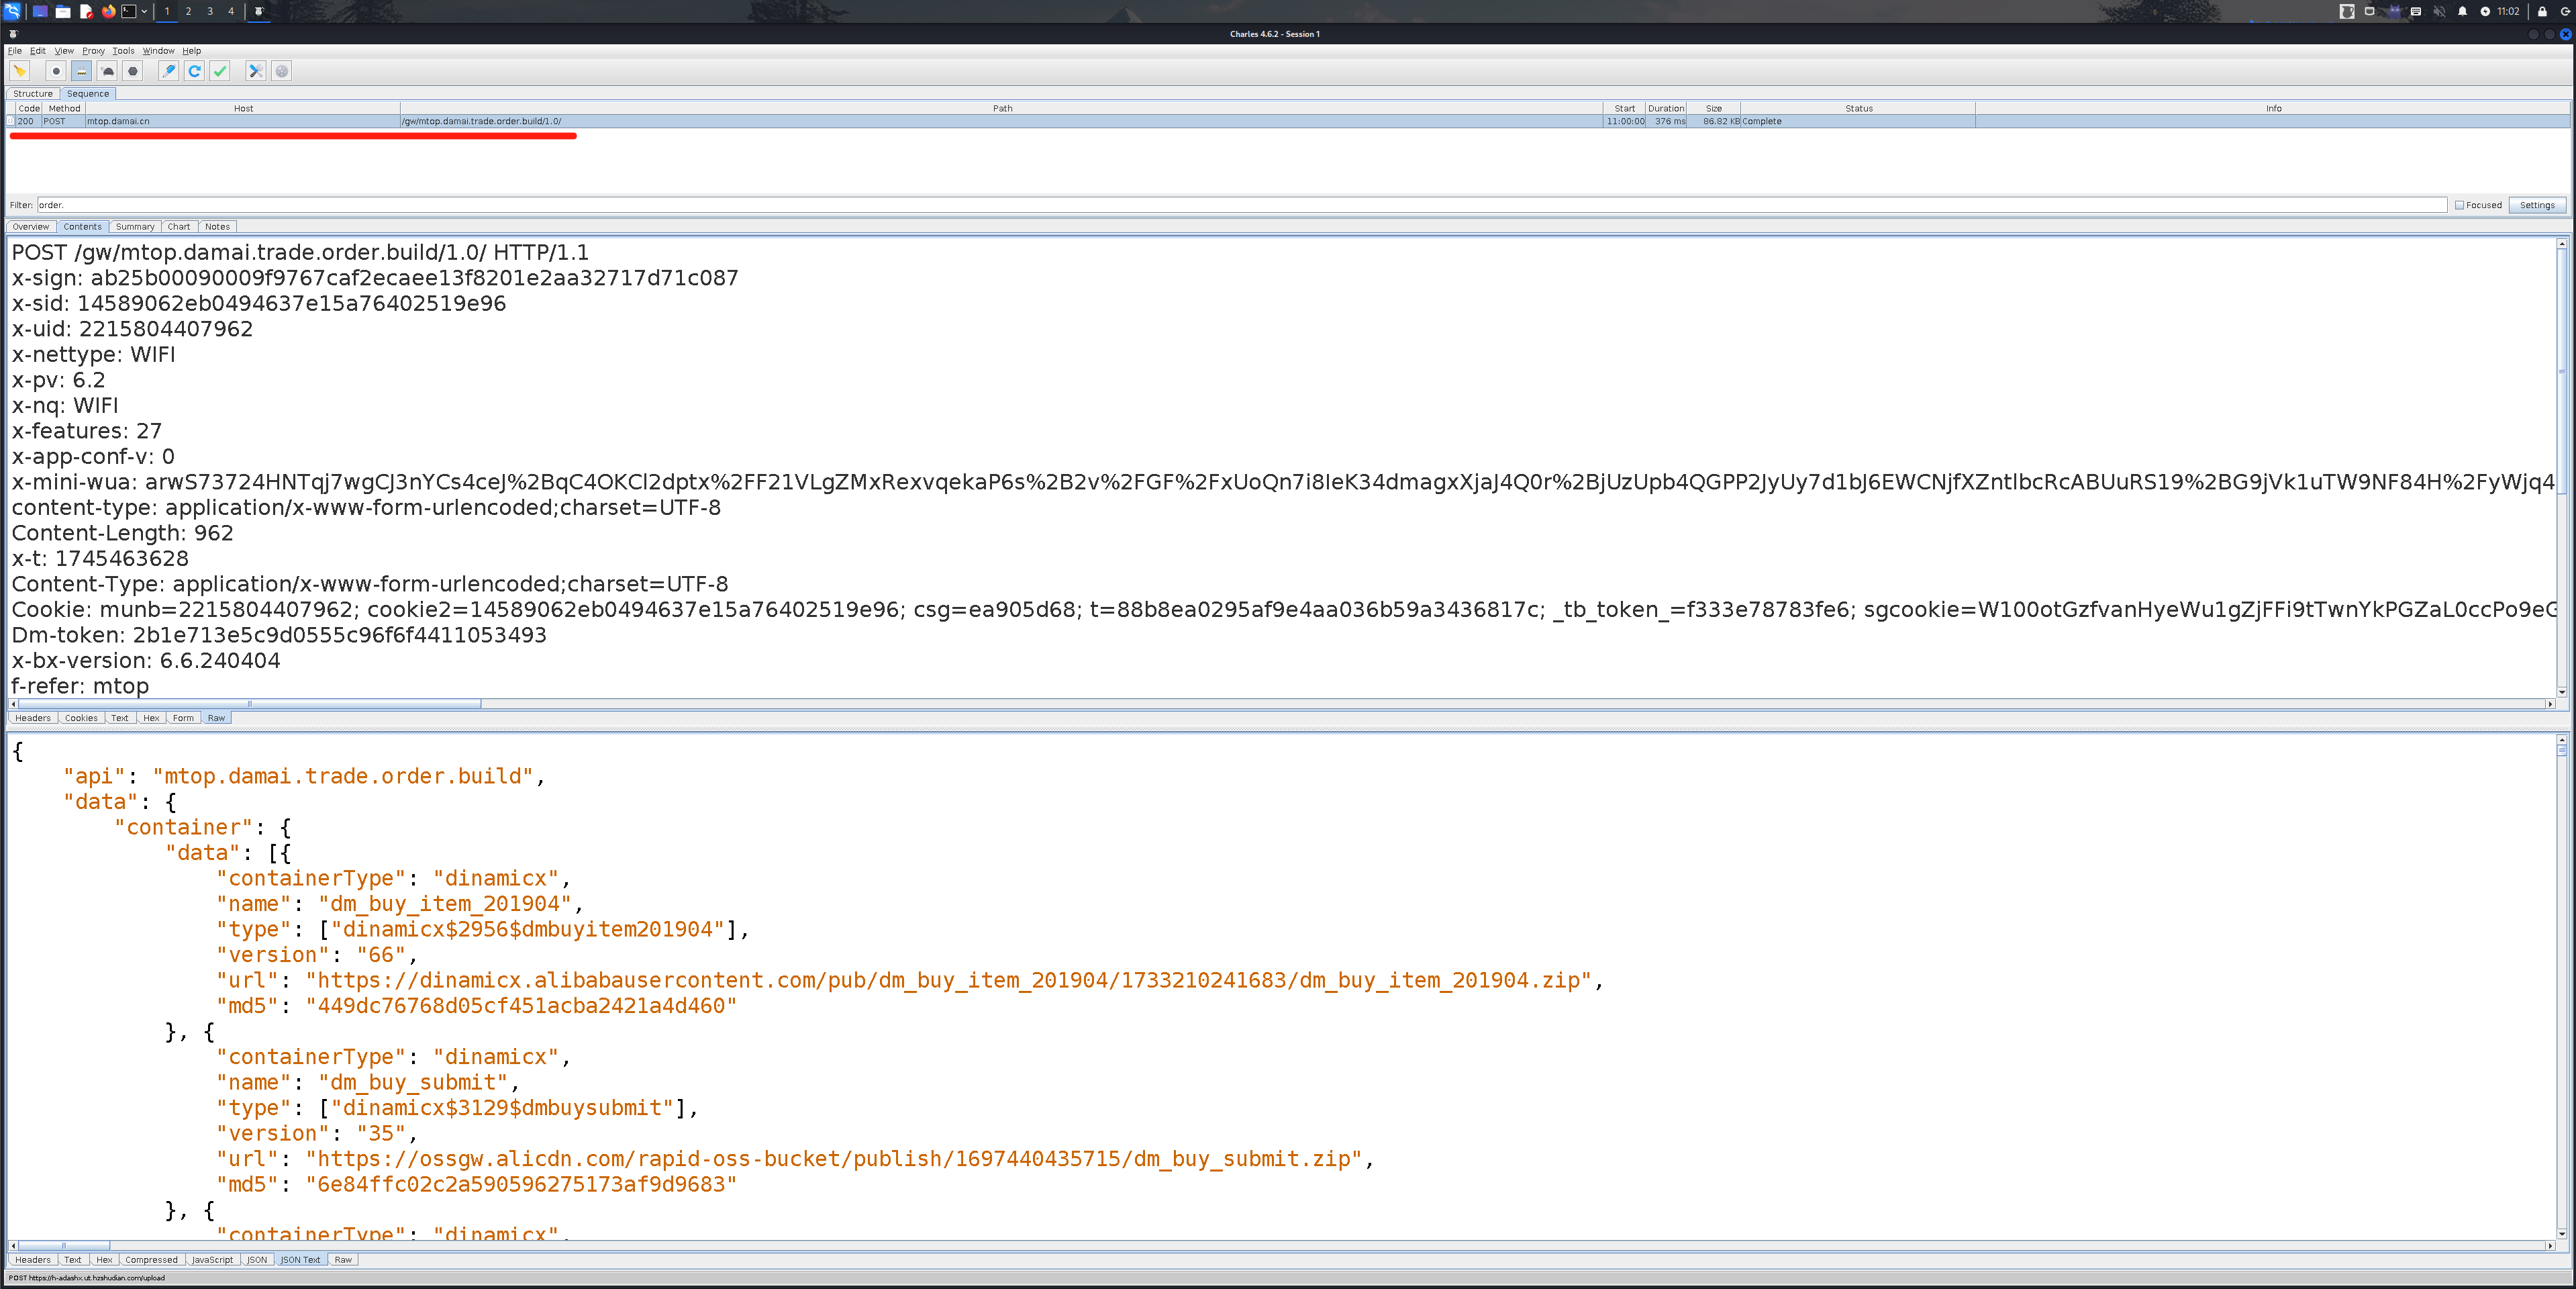 1 2 3 4 11:02
Charles 4.6.2 - Session 1
File Edit View Proxy Tools Window Help
Structure Sequence
Code Method Host Path Start Duration Size Status Info
200 POST mtop.damai.cn /gw/mtop.damai.trade.order.build/1.0/ 11:00:00 376 ms 86.82 KB Complete
Filter: order. Focused Settings
Overview Contents Summary Chart Notes
POST /gw/mtop.damai.trade.order.build/1.0/ HTTP/1.1
x-sign: ab25b00090009f9767caf2ecaee13f8201e2aa32717d71c087
x-sid: 14589062eb0494637e15a76402519e96
x-uid: 2215804407962
x-nettype: WIFI
x-pv: 6.2
x-nq: WIFI
x-features: 27
x-app-conf-v: 0
x-mini-wua: arwS73724HNTqj7wgCJ3nYCs4ceJ%2BqC4OKCl2dptx%2FF21VLgZMxRexvqekaP6s%2B2v%2FGF%2FxUoQn7i8IeK34dmagxXjaJ4Q0r%2BjUzUpb4QGPP2JyUy7d1bJ6EWCNjfXZntlbcRcABUuRS19%2BG9jVk1uTW9NF84H%2FyWjq4
content-type: application/x-www-form-urlencoded;charset=UTF-8
Content-Length: 962
x-t: 1745463628
Content-Type: application/x-www-form-urlencoded;charset=UTF-8
Cookie: munb=2215804407962; cookie2=14589062eb0494637e15a76402519e96; csg=ea905d68; t=88b8ea0295af9e4aa036b59a3436817c; _tb_token_=f333e78783fe6; sgcookie=W100otGzfvanHyeWu1gZjFFi9tTwnYkPGZaL0ccPo9eG
Dm-token: 2b1e713e5c9d0555c96f6f4411053493
x-bx-version: 6.6.240404
f-refer: mtop
Headers Cookies Text Hex Form Raw
{
"api": "mtop.damai.trade.order.build",
"data": {
"container": {
"data": [{
"containerType": "dinamicx",
"name": "dm_buy_item_201904",
"type": ["dinamicx$2956$dmbuyitem201904"],
"version": "66",
"url": "https://dinamicx.alibabausercontent.com/pub/dm_buy_item_201904/1733210241683/dm_buy_item_201904.zip",
"md5": "449dc76768d05cf451acba2421a4d460"
}, {
"containerType": "dinamicx",
"name": "dm_buy_submit",
"type": ["dinamicx$3129$dmbuysubmit"],
"version": "35",
"url": "https://ossgw.alicdn.com/rapid-oss-bucket/publish/1697440435715/dm_buy_submit.zip",
"md5": "6e84ffc02c2a590596275173af9d9683"
}, {
"containerType": "dinamicx",
Headers Text Hex Compressed JavaScript JSON JSON Text Raw
POST https://h-adashx.ut.hzshudian.com/upload